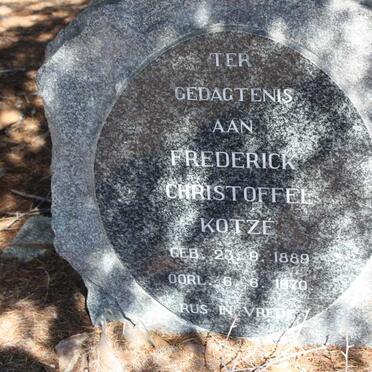 TER
GEDAGTENIS
AAN
FREDERICK
CHRISTOFFEL
KOTZÉ
GEB. 23. 9. 1889
OORL. 6. 6. 1970
RUS IN VREDE